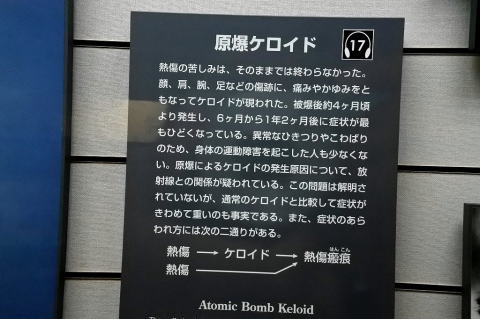 原爆ケロイド
17
熱傷の苦しみは、そのままでは終わらなかった。
顔、肩、腕、足などの傷跡に、痛みやかゆみをと
もなってケロイドが現われた。被爆後約4ヶ月頃
より発生し、6ヶ月から1年2ヶ月後に症状が最
もひどくなっている。異常なひきつりやこわばり
のため、身体の運動障害を起こした人も少なくな
い。原爆によるケロイドの発生原因について、放
射線との関係が疑われている。この問題は解明さ
れていないが、通常のケロイドと比較して症状が
きわめて重いのも事実である。また、症状のあら
われ方には次の二通りがある。
はんこん
熱傷 → ケロイド → 熱傷瘢痕
熱傷
Atomic Bomb Keloid